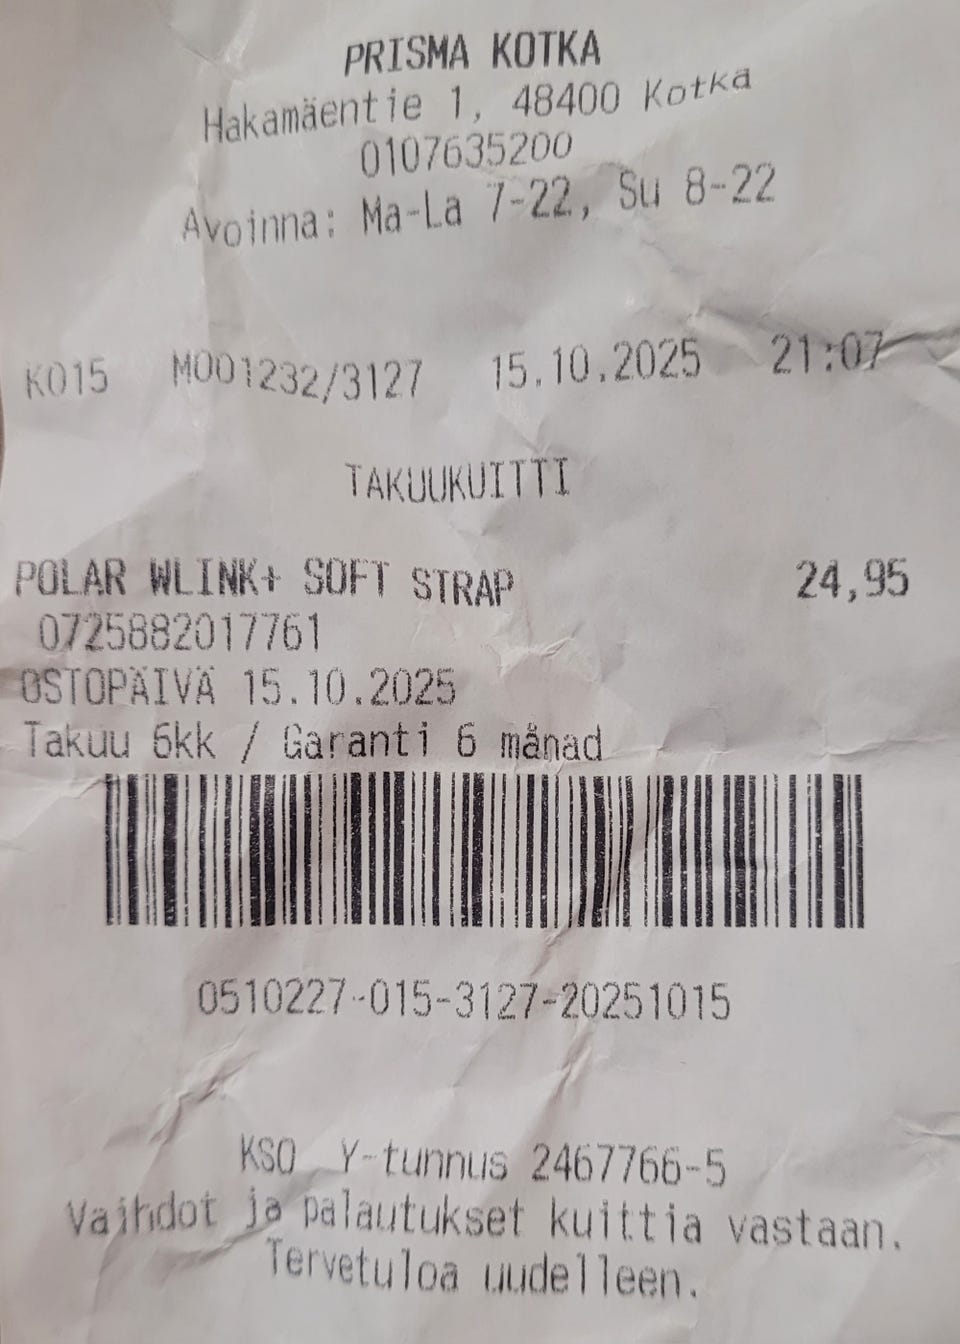 PRISMA KOTKA
Hakamäentie 1, 48400 Kotka
0107635200
Avoinna: Ma-La 7-22, Su 8-22
K015 M001232/3127 15.10.2025 21:07
TAKUUKUITTI
POLAR WLINK+ SOFT STRAP 24,95
0725882017761
OSTOPÄIVÄ 15.10.2025
Takuu 6kk / Garanti 6 månad
0510227-015-3127-20251015
KSO Y-tunnus 2467766-5
Vaihdot ja palautukset kuittia vastaan.
Tervetuloa uudelleen.